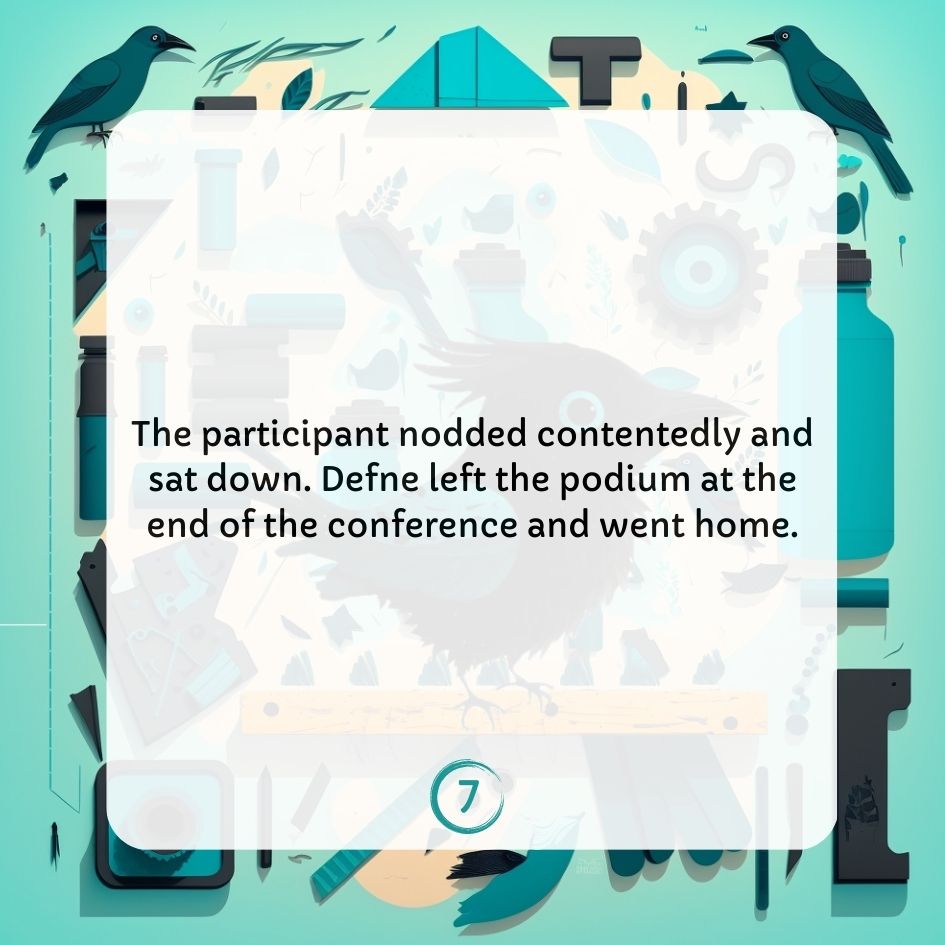 The participant nodded contentedly and
sat down. Defne left the podium at the
end of the conference and went home.
7